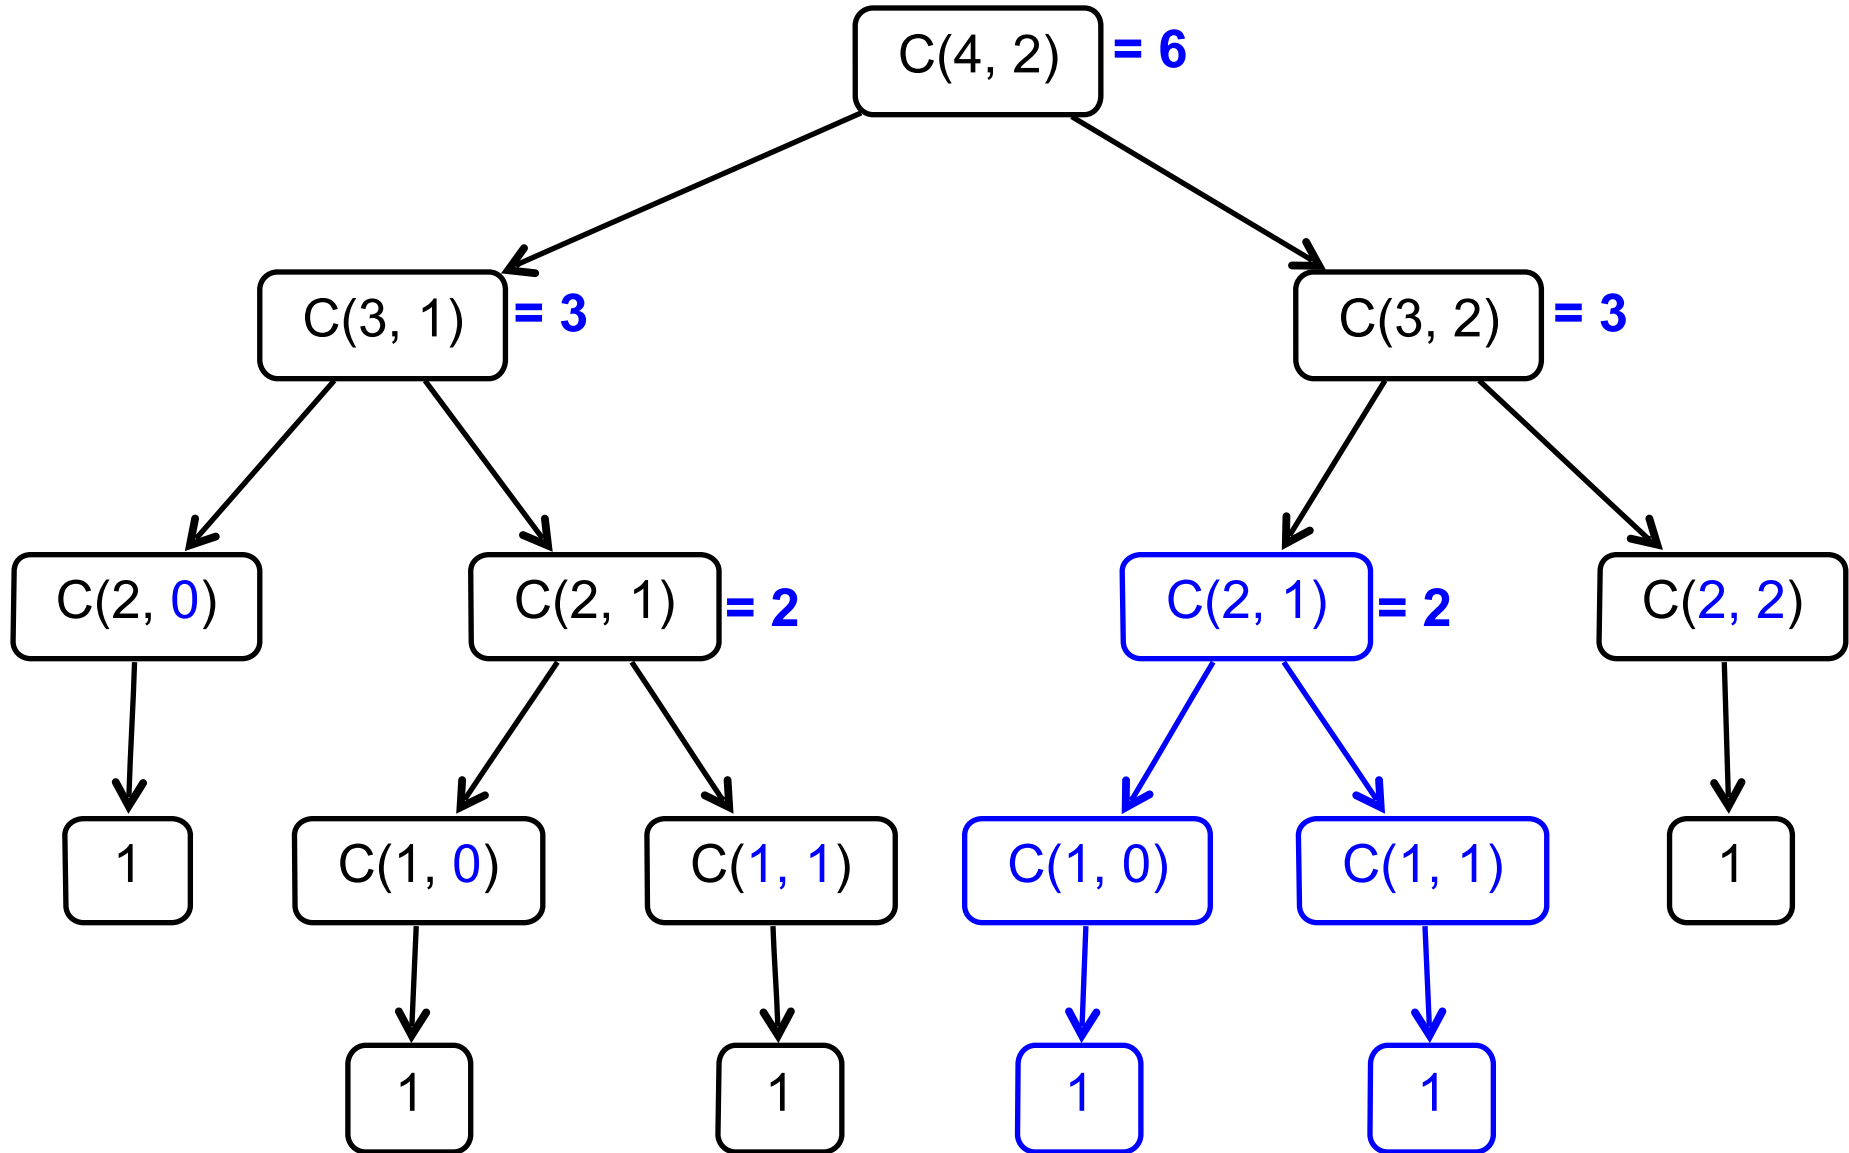 C(4, 2) = 6
C(3, 1) = 3 C(3, 2) = 3
C(2, 0) C(2, 1) = 2 C(2, 1) = 2 C(2, 2)
1 C(1, 0) C(1, 1) C(1, 0) C(1, 1) 1
1 1 1 1